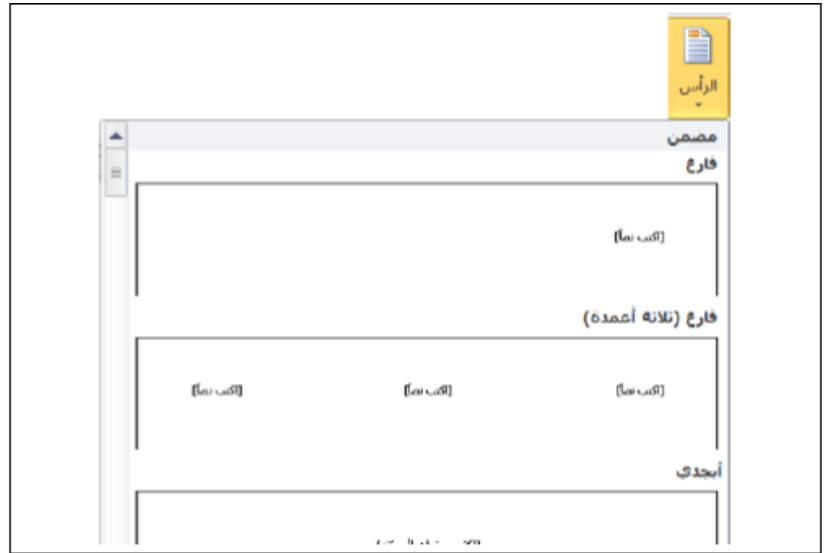 الرأس
مضمن
فارغ
[اكتب نصاً]
فارغ (ثلاثة أعمدة)
[اكتب نصاً] [اكتب نصاً] [اكتب نصاً]
أبجدي